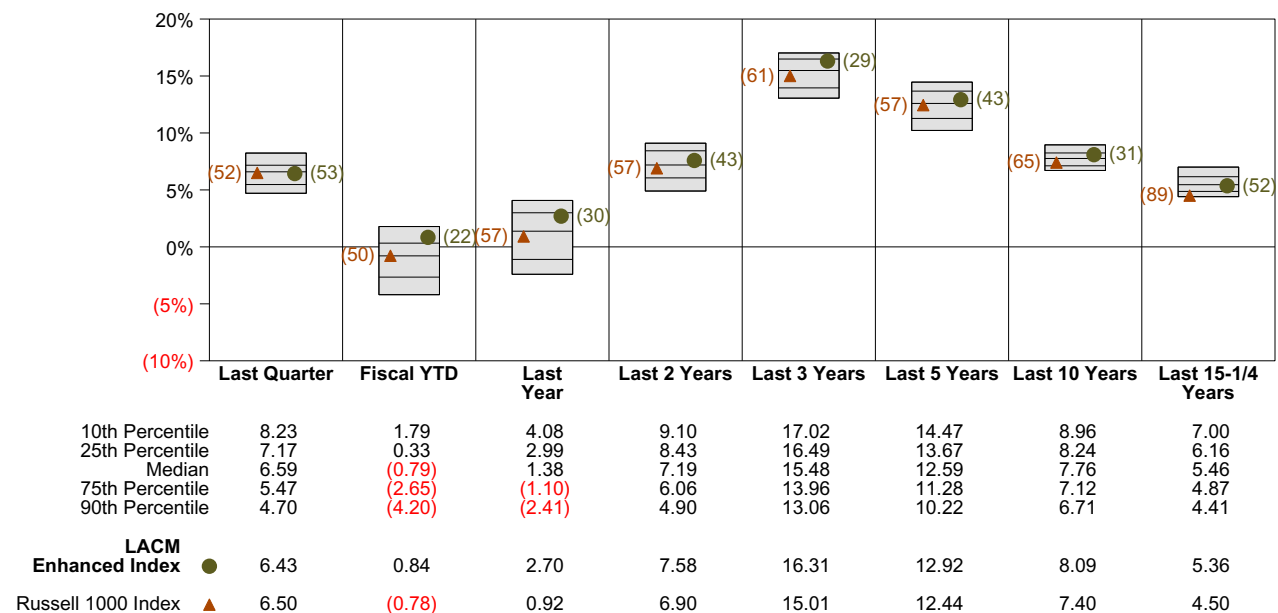 20%
15%
10%
5%
0%
(5%)
(10%)
(52) (53)
(50) (22)
(57) (30)
(57) (43)
(61) (29)
(57) (43)
(65) (31)
(89) (52)
Last Quarter Fiscal YTD Last Year Last 2 Years Last 3 Years Last 5 Years Last 10 Years Last 15-1/4 Years
10th Percentile 8.23 1.79 4.08 9.10 17.02 14.47 8.96 7.00
25th Percentile 7.17 0.33 2.99 8.43 16.49 13.67 8.24 6.16
Median 6.59 (0.79) 1.38 7.19 15.48 12.59 7.76 5.46
75th Percentile 5.47 (2.65) (1.10) 6.06 13.96 11.28 7.12 4.87
90th Percentile 4.70 (4.20) (2.41) 4.90 13.06 10.22 6.71 4.41
LACM
Enhanced Index 6.43 0.84 2.70 7.58 16.31 12.92 8.09 5.36
Russell 1000 Index 6.50 (0.78) 0.92 6.90 15.01 12.44 7.40 4.50